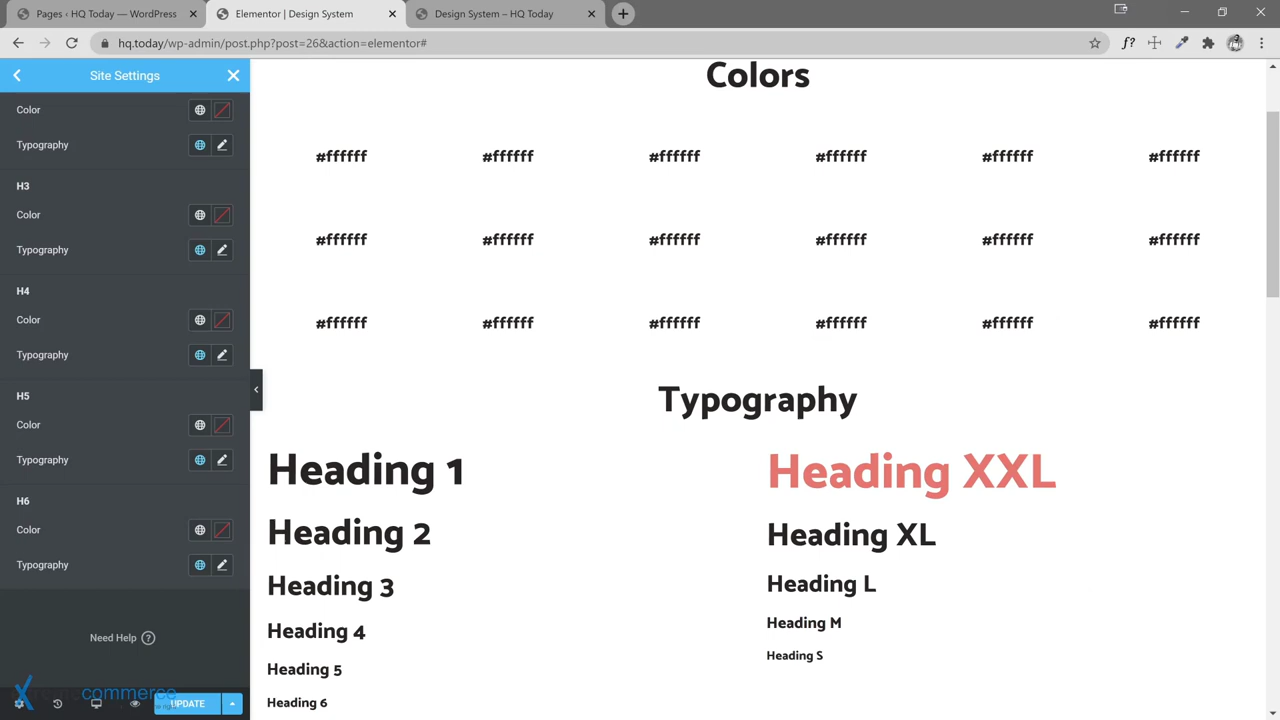 Pages ‹ HQ Today — WordPress
Elementor | Design System
Design System – HQ Today
hq.today/wp-admin/post.php?post=26&action=elementor#
f?
Site Settings
Color
Typography
H3
Color
Typography
H4
Color
Typography
H5
Color
Typography
H6
Color
Typography
Need Help ?
commerce
UPDATE
Colors
#ffffff #ffffff #ffffff #ffffff #ffffff #ffffff
#ffffff #ffffff #ffffff #ffffff #ffffff #ffffff
#ffffff #ffffff #ffffff #ffffff #ffffff #ffffff
Typography
Heading 1
Heading 2
Heading 3
Heading 4
Heading 5
Heading 6
Heading XXL
Heading XL
Heading L
Heading M
Heading S